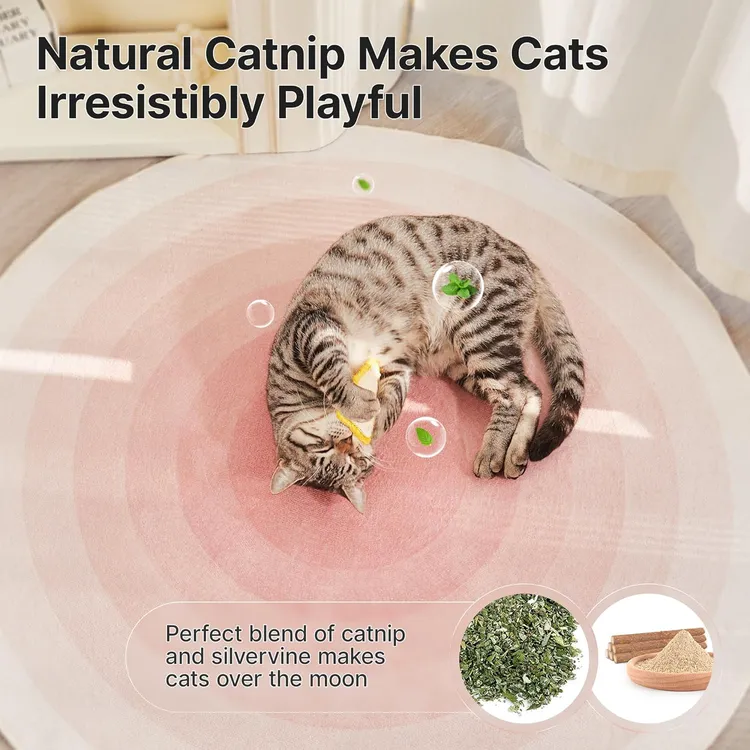 Natural Catnip Makes Cats
Irresistibly Playful
Perfect blend of catnip
and silvervine makes
cats over the moon